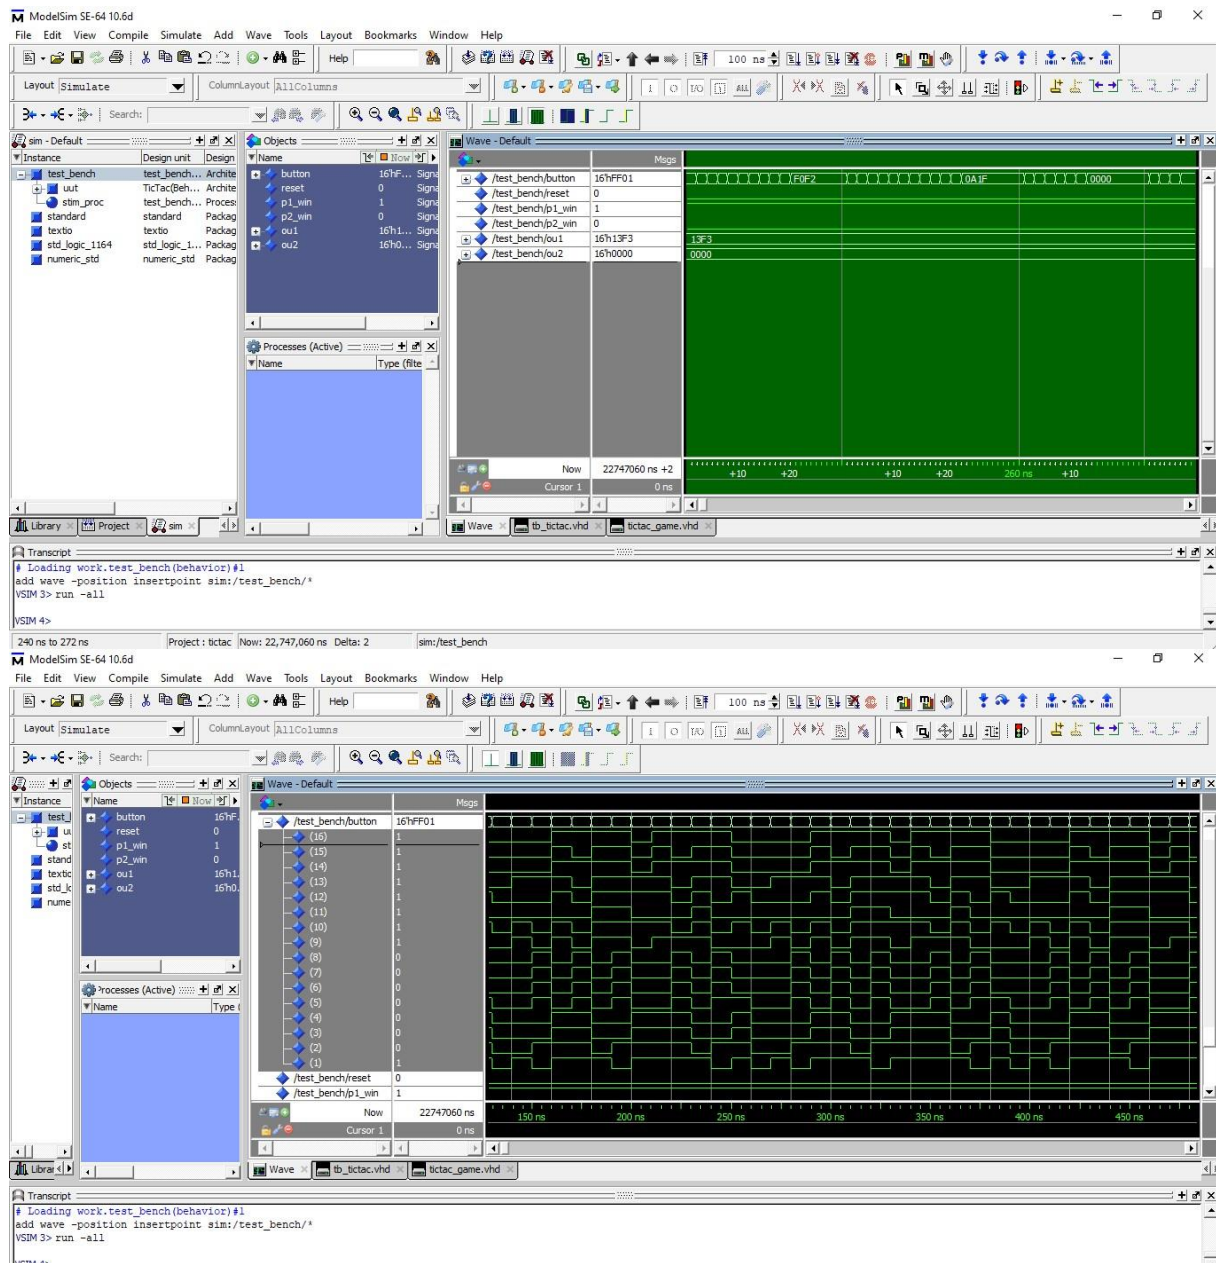 ModelSim SE-64 10.6d
File Edit View Compile Simulate Add Wave Tools Layout Bookmarks Window Help
Help 100 ns
Layout Simulate ColumnLayout AllColumns
Search:
sim - Default Objects Wave - Default
Instance Design unit Design Name Now Msgs
test_bench test_bench... Archite button 16'hF... Signa /test_bench/button 16'hFF01 F0F2 0A1F 0000
uut TicTac(Beh... Archite reset 0 Signa /test_bench/reset 0
stim_proc test_bench... Process p1_win 1 Signa /test_bench/p1_win 1
standard standard Packag p2_win 0 Signa /test_bench/p2_win 0
textio textio Packag ou1 16'h1... Signa /test_bench/ou1 16'h13F3 13F3
std_logic_1164 std_logic_1... Packag ou2 16'h0... Signa /test_bench/ou2 16'h0000 0000
numeric_std numeric_std Packag
Processes (Active)
Name Type (filte
Now 22747060 ns +2 +10 +20 +10 +20 260 ns +10
Cursor 1 0 ns
Library Project sim Wave tb_tictac.vhd tictac_game.vhd
Transcript
# Loading work.test_bench(behavior)#1
add wave -position insertpoint sim:/test_bench/*
VSIM 3> run -all
VSIM 4>
240 ns to 272 ns Project : tictac Now: 22,747,060 ns Delta: 2 sim:/test_bench
ModelSim SE-64 10.6d
File Edit View Compile Simulate Add Wave Tools Layout Bookmarks Window Help
Help 100 ns
Layout Simulate ColumnLayout AllColumns
Search:
Objects Wave - Default
Instance Name Now Msgs
test_l button 16'hF. /test_bench/button 16'hFF01
reset 0 (16) 1
p1_win 1 (15) 1
stand p2_win 0 (14) 1
textio ou1 16'h1. (13) 1
std_lc ou2 16'h0. (12) 1
nume (11) 1
(10) 1
(9) 1
(8) 0
(7) 0
Processes (Active) (6) 0
Name Type ( (5) 0
(4) 0
(3) 0
(2) 0
(1) 1
/test_bench/reset 0
/test_bench/p1_win 1
Now 22747060 ns 150 ns 200 ns 250 ns 300 ns 350 ns 400 ns 450 ns
Cursor 1 0 ns
Librar Wave tb_tictac.vhd tictac_game.vhd
Transcript
# Loading work.test_bench(behavior)#1
add wave -position insertpoint sim:/test_bench/*
VSIM 3> run -all